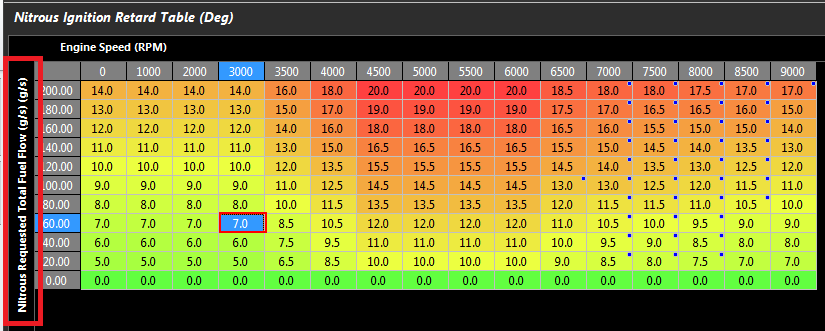 Nitrous Ignition Retard Table (Deg)
Engine Speed (RPM)
Nitrous Requested Total Fuel Flow (g/s) (g/s)
0 1000 2000 3000 3500 4000 4500 5000 5500 6000 6500 7000 7500 8000 8500 9000
200.00 14.0 14.0 14.0 14.0 16.0 18.0 20.0 20.0 20.0 20.0 18.5 18.0 18.0 17.5 17.0 17.0
180.00 13.0 13.0 13.0 13.0 15.0 17.0 19.0 19.0 19.0 19.0 17.5 17.0 16.5 16.5 16.0 15.0
160.00 12.0 12.0 12.0 12.0 14.0 16.0 18.0 18.0 18.0 18.0 16.5 16.0 15.5 15.0 15.0 14.0
140.00 11.0 11.0 11.0 11.0 13.0 15.0 16.5 16.5 16.5 16.5 15.5 15.0 14.5 14.0 13.5 13.0
120.00 10.0 10.0 10.0 10.0 12.0 13.5 15.5 15.5 15.5 15.5 14.5 14.0 13.5 13.0 12.5 12.0
100.00 9.0 9.0 9.0 9.0 11.0 12.5 14.5 14.5 14.5 14.5 13.5 13.0 12.5 12.0 11.5 11.0
80.00 8.0 8.0 8.0 8.0 10.0 11.5 13.5 13.5 13.5 13.5 12.0 11.5 11.5 11.0 10.5 10.0
60.00 7.0 7.0 7.0 7.0 8.5 10.5 12.0 12.0 12.0 12.0 11.0 10.5 10.0 9.5 9.0 9.0
40.00 6.0 6.0 6.0 6.0 7.5 9.5 11.0 11.0 11.0 11.0 10.0 9.5 9.0 8.5 8.0 8.0
20.00 5.0 5.0 5.0 5.0 6.5 8.5 10.0 10.0 10.0 10.0 9.0 8.5 8.0 7.5 7.0 7.0
0.00 0.0 0.0 0.0 0.0 0.0 0.0 0.0 0.0 0.0 0.0 0.0 0.0 0.0 0.0 0.0 0.0